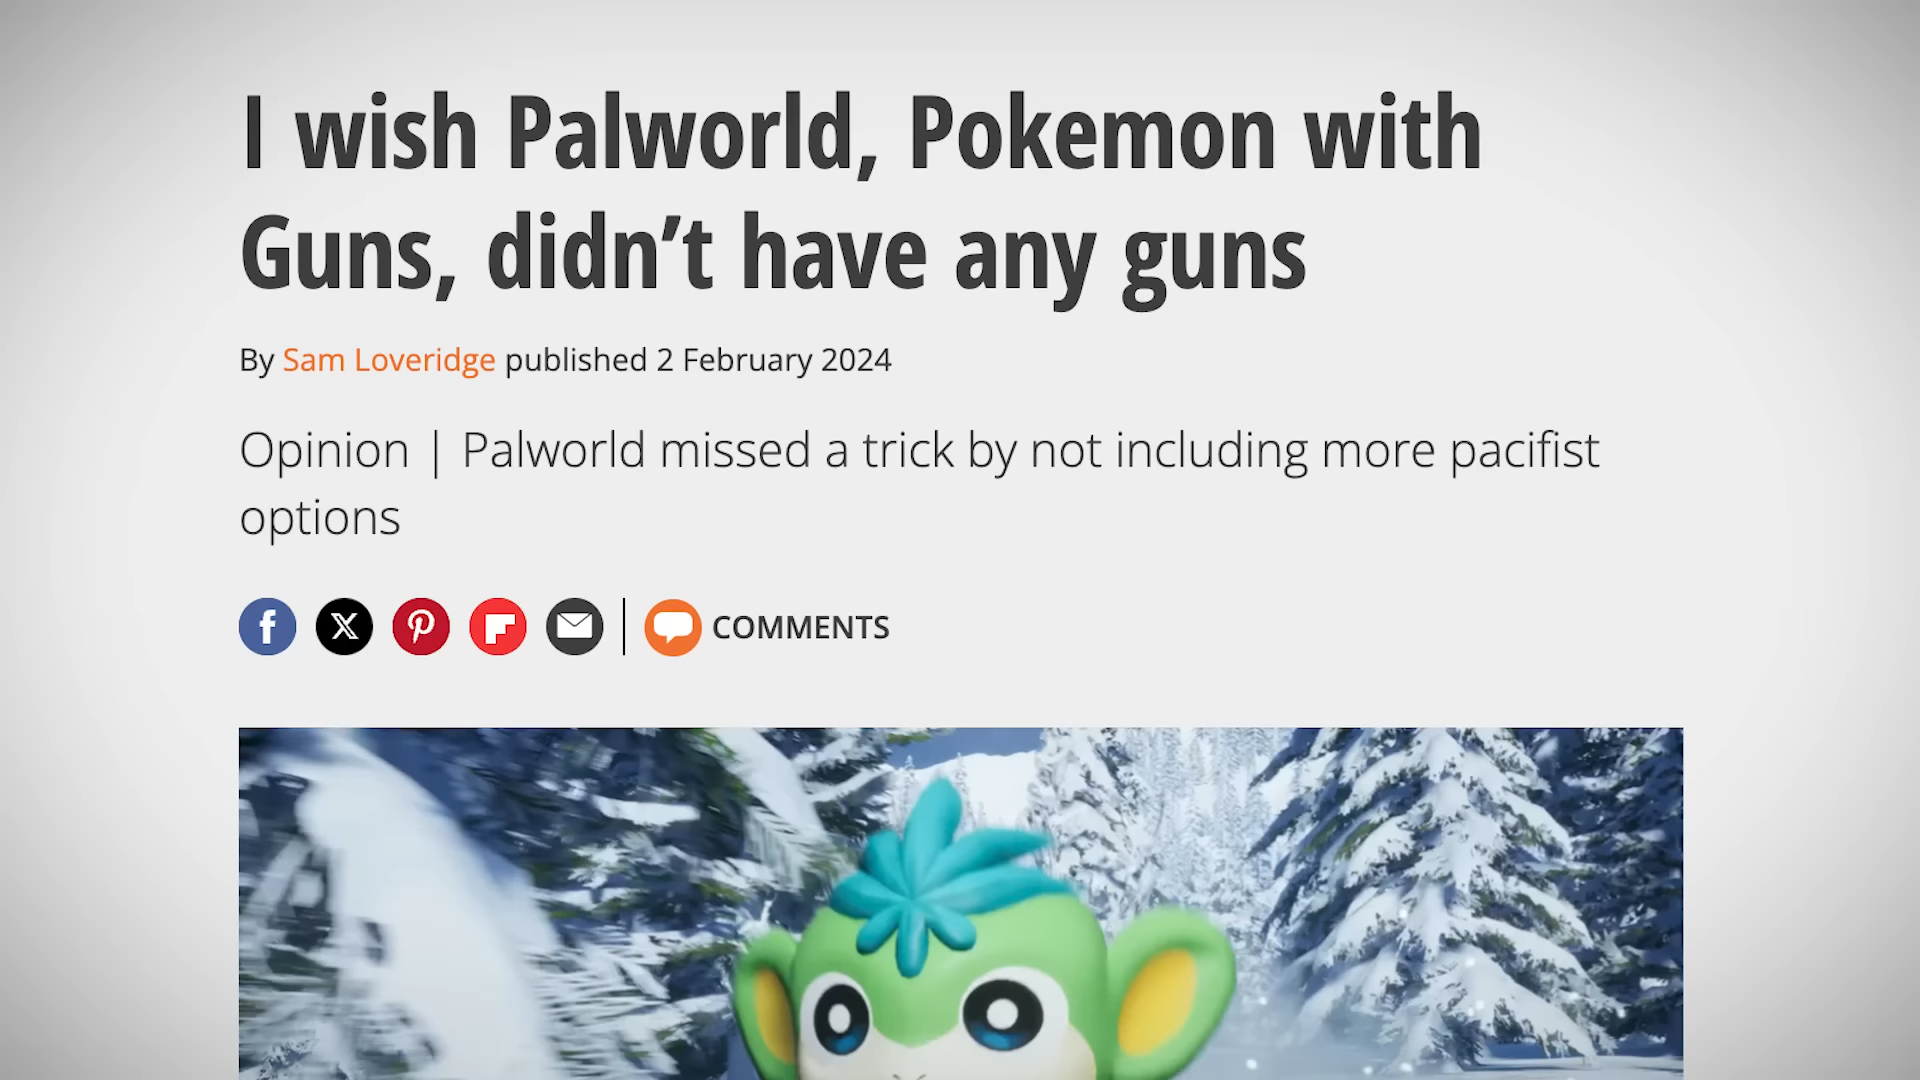 I wish Palworld, Pokemon with
Guns, didn’t have any guns
By Sam Loveridge published 2 February 2024
Opinion | Palworld missed a trick by not including more pacifist
options
COMMENTS